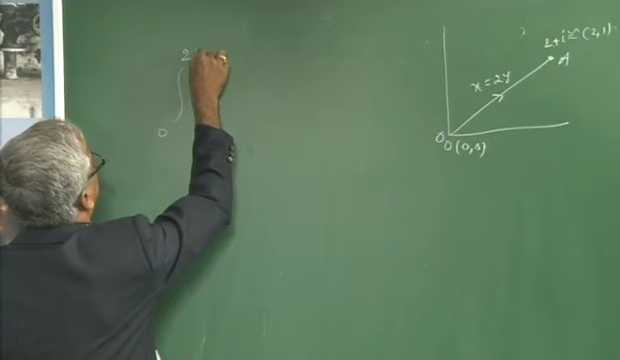 2
∫
0
2+i≃(2,1)
A
x=2y
O
O(0,0)